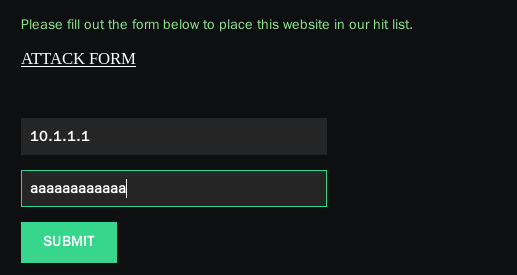 Please fill out the form below to place this website in our hit list.
ATTACK FORM
10.1.1.1
aaaaaaaaaaaa
SUBMIT